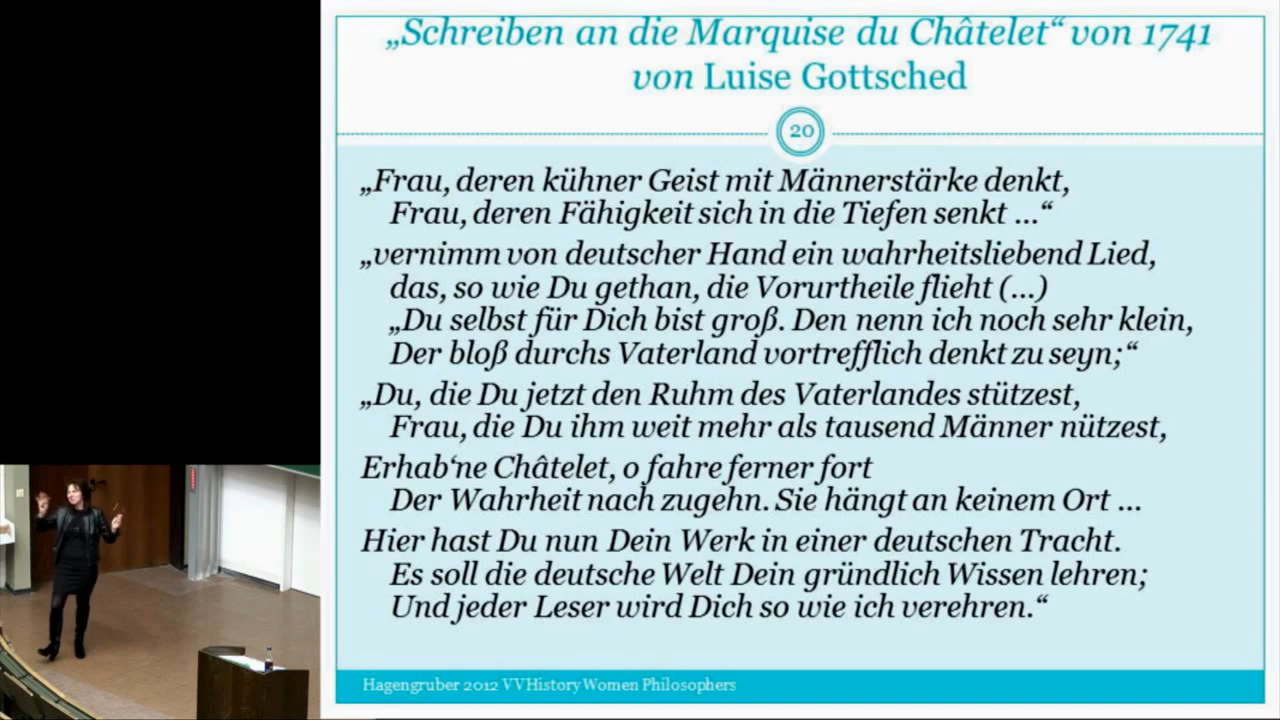 „Schreiben an die Marquise du Châtelet“ von 1741
von Luise Gottsched
20
„Frau, deren kühner Geist mit Männerstärke denkt,
Frau, deren Fähigkeit sich in die Tiefen senkt ...“
„vernimm von deutscher Hand ein wahrheitsliebend Lied,
das, so wie Du gethan, die Vorurtheile flieht (...)
„Du selbst für Dich bist groß. Den nenn ich noch sehr klein,
Der bloß durchs Vaterland vortrefflich denkt zu seyn;“
„Du, die Du jetzt den Ruhm des Vaterlandes stützest,
Frau, die Du ihm weit mehr als tausend Männer nützest,
Erhab‘ne Châtelet, o fahre ferner fort
Der Wahrheit nach zugehn. Sie hängt an keinem Ort ...
Hier hast Du nun Dein Werk in einer deutschen Tracht.
Es soll die deutsche Welt Dein gründlich Wissen lehren;
Und jeder Leser wird Dich so wie ich verehren.“
Hagengruber 2012 VVHistory Women Philosophers